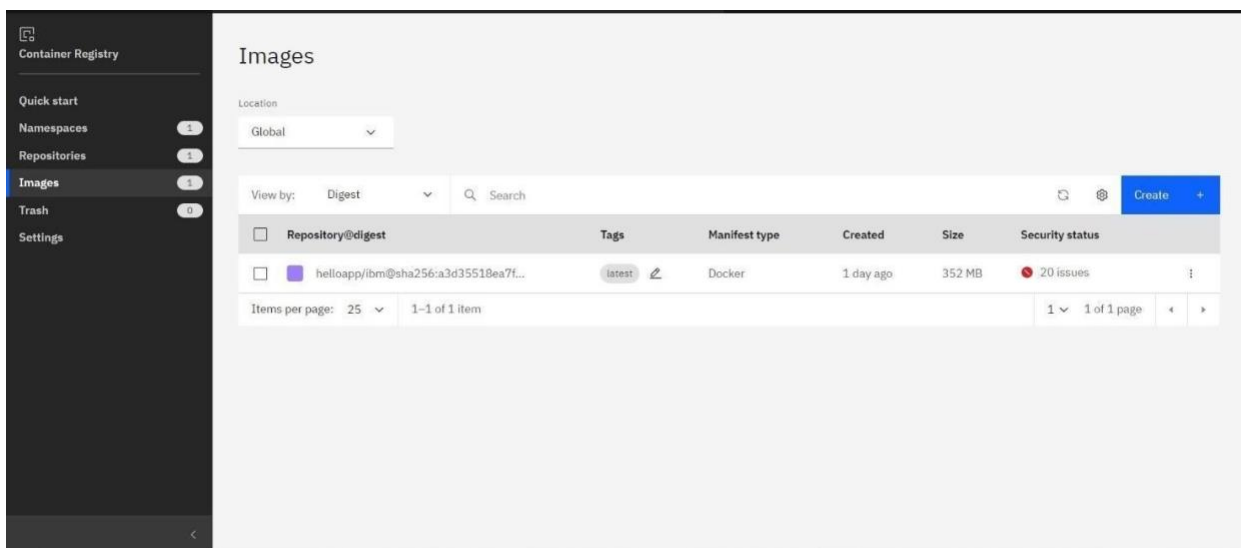 Container Registry
Quick start
Namespaces 1
Repositories 1
Images 1
Trash 0
Settings
Images
Location
Global
View by: Digest Search Create +
Repository@digest Tags Manifest type Created Size Security status
helloapp/ibm@sha256:a3d35518ea7f... latest Docker 1 day ago 352 MB 20 issues
Items per page: 25 1–1 of 1 item 1 1 of 1 page